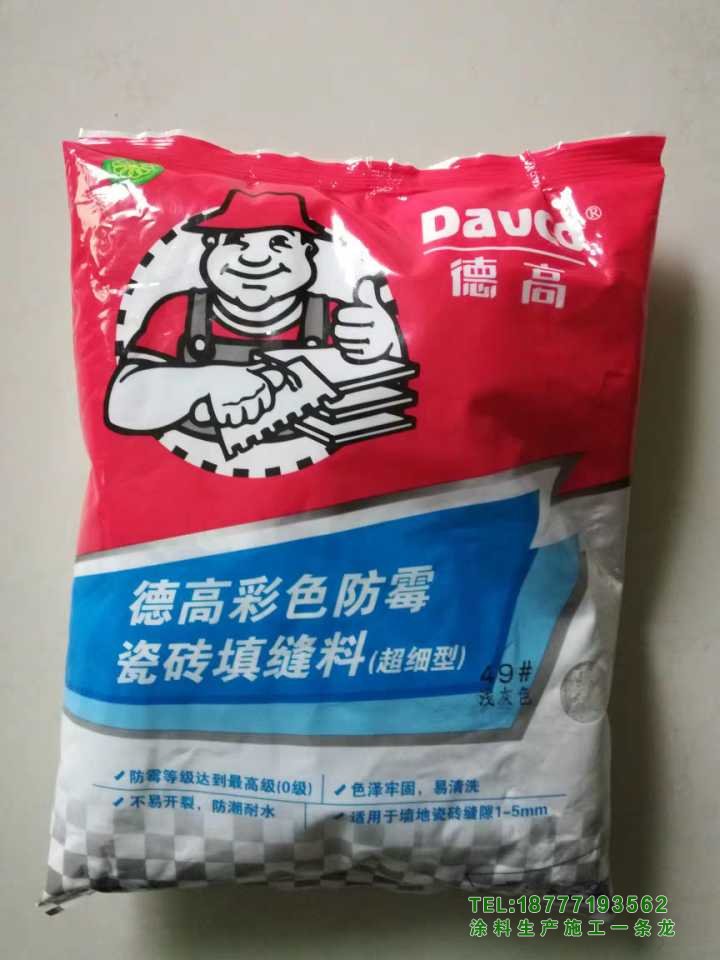 Davco®
德高
德高彩色防霉
瓷砖填缝料(超细型)
49#
浅灰色
✓防霉等级达到最高级(0级)
✓色泽牢固，易清洗
✓不易开裂，防潮耐水
✓适用于墙地瓷砖缝隙1-5mm
TEL:18777193562
涂料生产施工一条龙